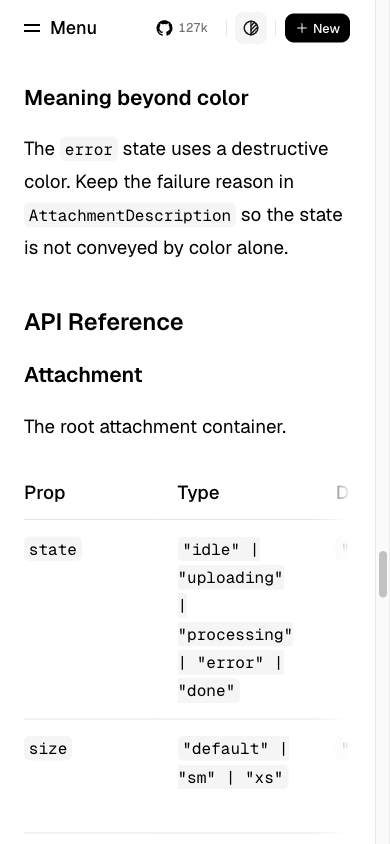 Menu 127k + New
Meaning beyond color
The error state uses a destructive
color. Keep the failure reason in
AttachmentDescription so the state
is not conveyed by color alone.
API Reference
Attachment
The root attachment container.
Prop Type
state "idle" |
"uploading"
|
"processing"
| "error" |
"done"
size "default" |
"sm" | "xs"